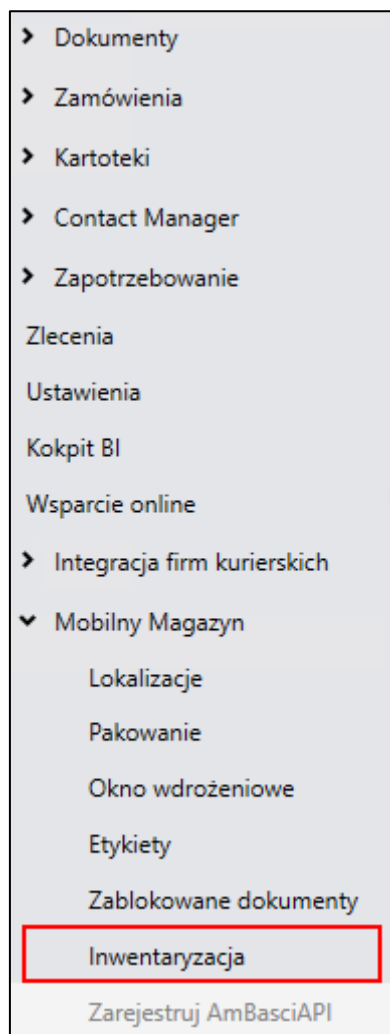 Dokumenty
Zamówienia
Kartoteki
Contact Manager
Zapotrzebowanie
Zlecenia
Ustawienia
Kokpit BI
Wsparcie online
Integracja firm kurierskich
Mobilny Magazyn
Lokalizacje
Pakowanie
Okno wdrożeniowe
Etykiety
Zablokowane dokumenty
Inwentaryzacja
Zarejestruj AmBasciAPI